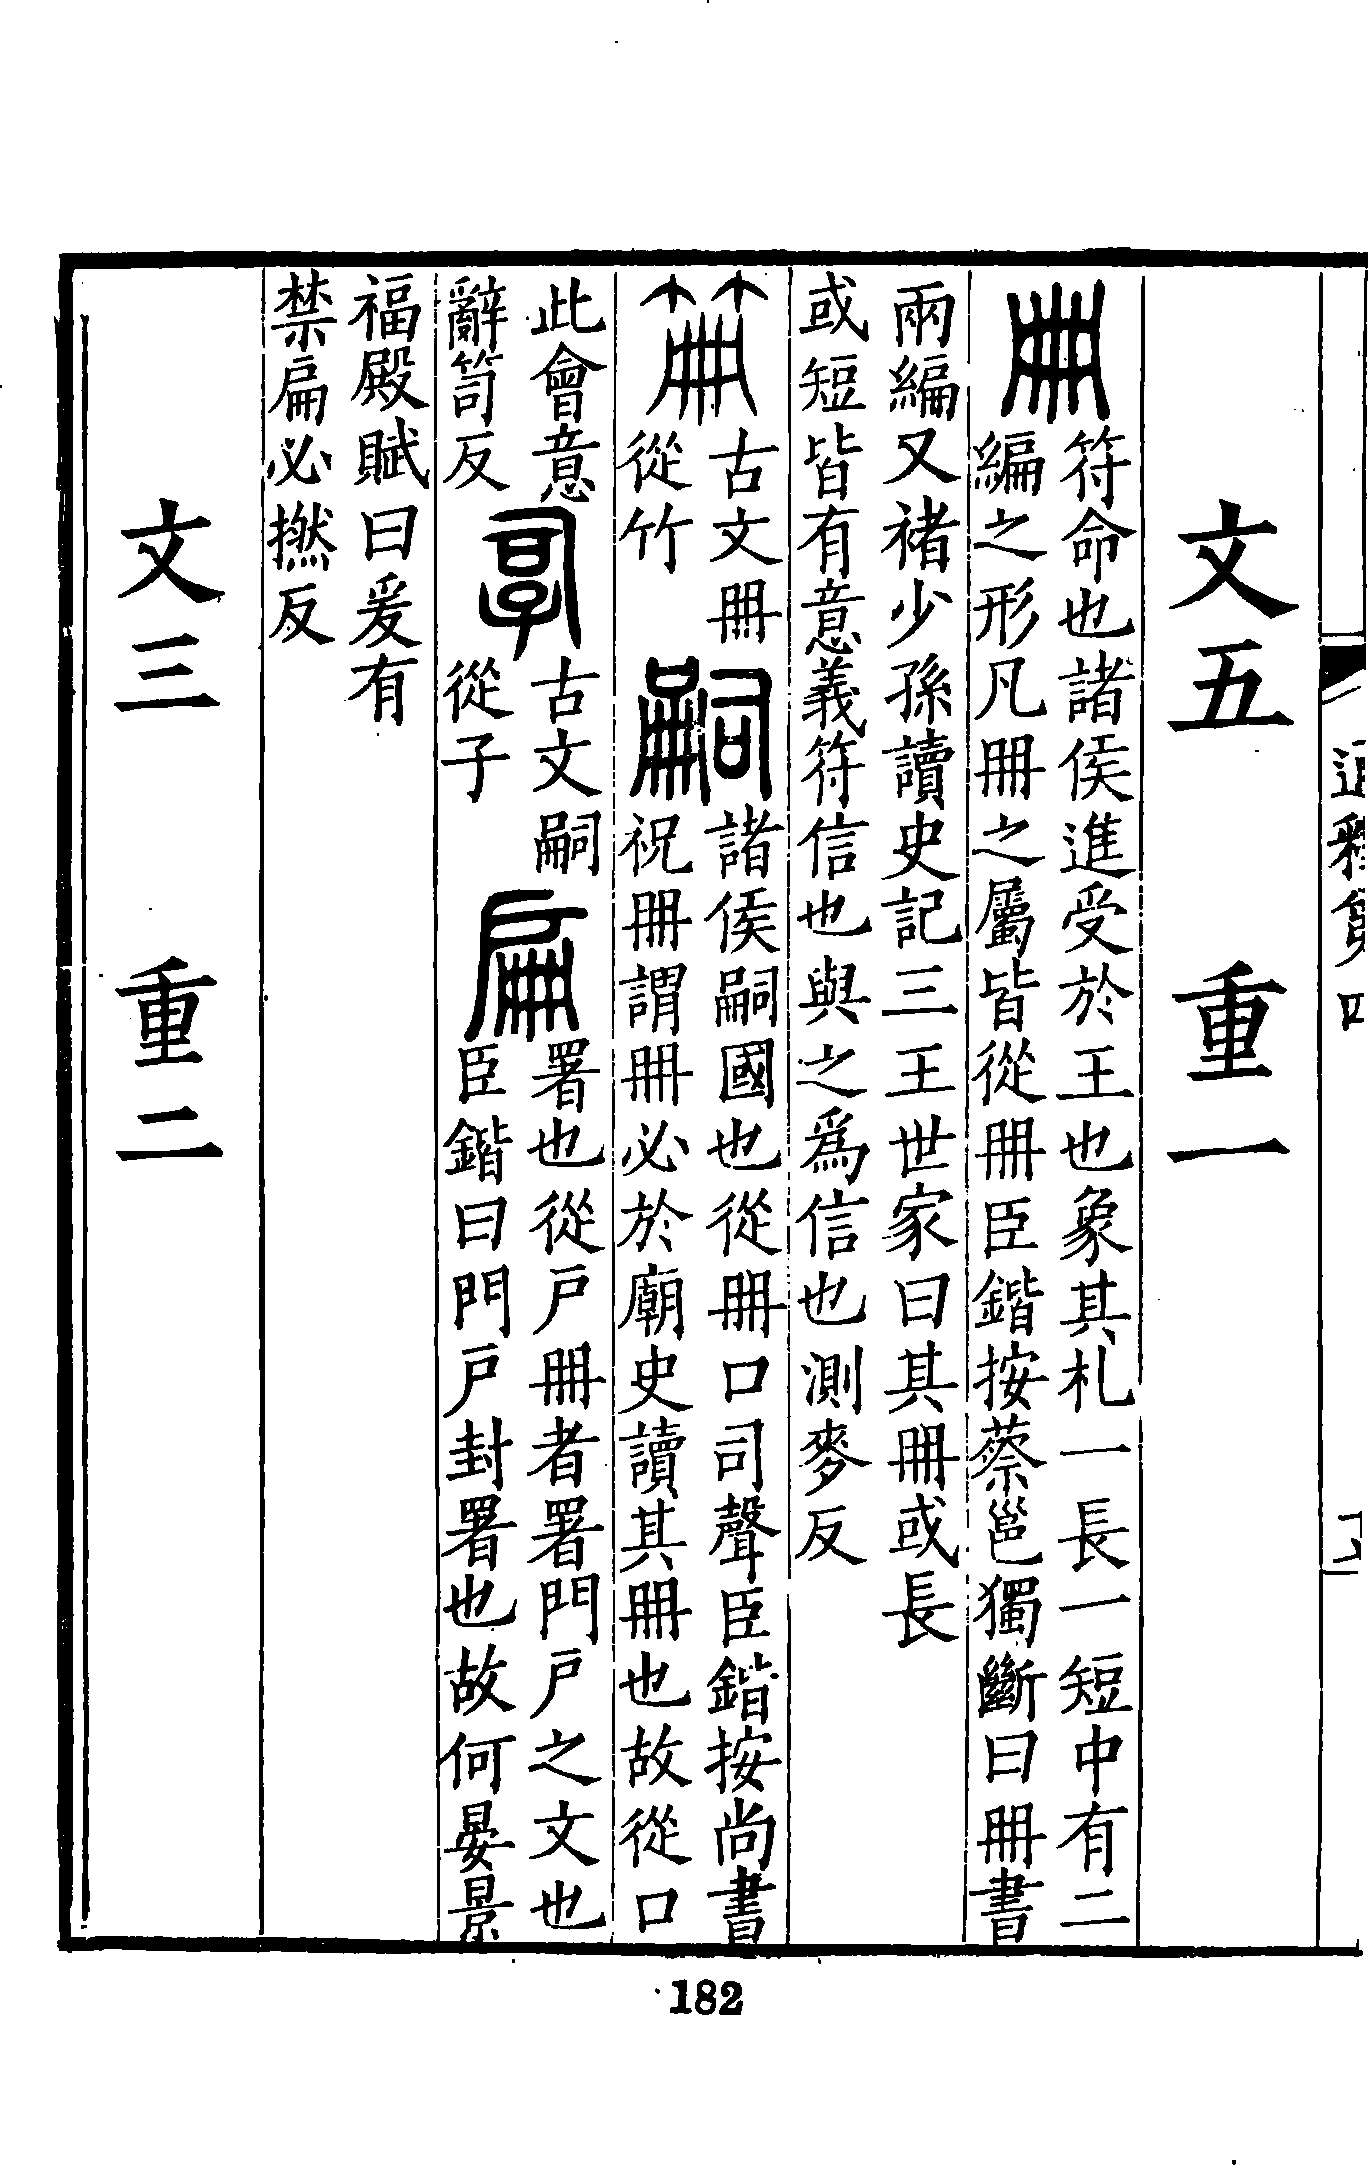 文五 重一
冊
符命也諸侯進受於王也象其札一長一短中有二
編之形凡冊之屬皆從冊臣鍇按蔡邕獨斷曰冊書
兩編又褚少孫讀史記三王世家曰其冊或長
或短皆有意義符信也與之為信也測麥反
古文冊
從竹
嗣
諸侯嗣國也從冊口司聲臣鍇按尚書
祝冊謂冊必於廟史讀其冊也故從口
此會意
辭笥反
古文嗣
從子
扁
署也從戶冊者署門戶之文也
臣鍇曰門戶封署也故何晏景
福殿賦曰爰有
禁扁必撚反
文三 重二
通釋 四
182